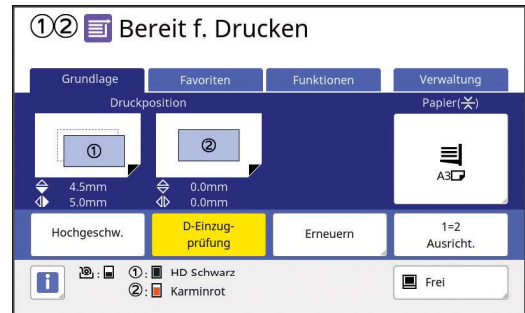 ①② Bereit f. Drucken
Grundlage Favoriten Funktionen Verwaltung
Druckposition Papier()
① ②
4.5mm 0.0mm
5.0mm 0.0mm
A3
Hochgeschw. D-Einzug-
prüfung Erneuern 1=2
Ausricht.
i : ①: HD Schwarz
②: Karminrot
Frei